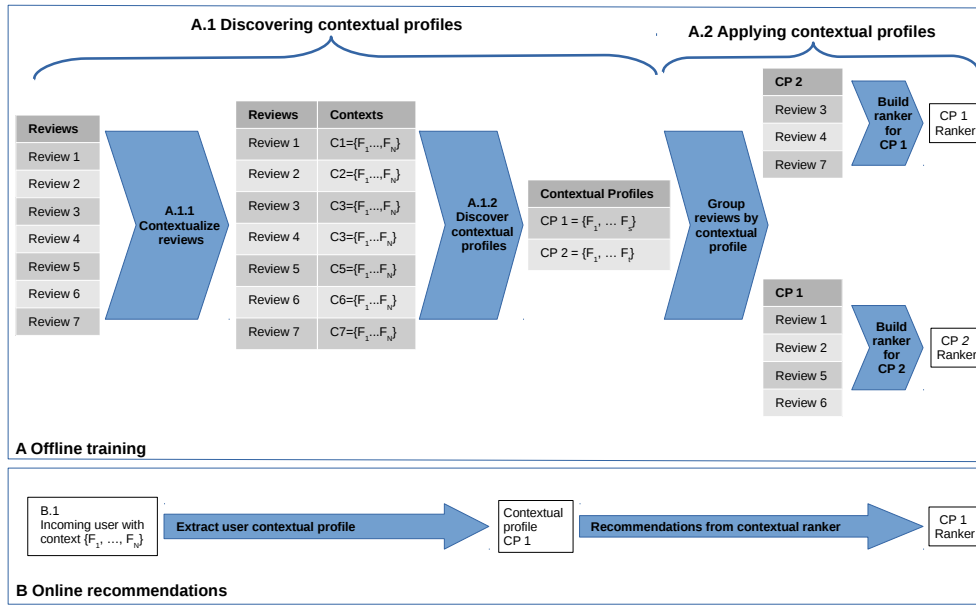 A.1 Discovering contextual profiles
A.2 Applying contextual profiles
Reviews
Review 1
Review 2
Review 3
Review 4
Review 5
Review 6
Review 7
A.1.1
Contextualize
reviews
Reviews Contexts
Review 1 C1={F1...,FN}
Review 2 C2={F1...,FN}
Review 3 C3={F1...,FN}
Review 4 C3={F1...FN}
Review 5 C5={F1...FN}
Review 6 C6={F1...FN}
Review 7 C7={F1...FN}
A.1.2
Discover
contextual
profiles
Contextual Profiles
CP 1 = {F1, ... Fs}
CP 2 = {F1, ... Ft}
Group
reviews by
contextual
profile
CP 2
Review 3
Review 4
Review 7
Build
ranker
for
CP 1
CP 1
Ranker
CP 1
Review 1
Review 2
Review 5
Review 6
Build
ranker
for
CP 2
CP 2
Ranker
A Offline training
B.1
Incoming user with
context {F1, ..., FN}
Extract user contextual profile
Contextual
profile
CP 1
Recommendations from contextual ranker
CP 1
Ranker
B Online recommendations